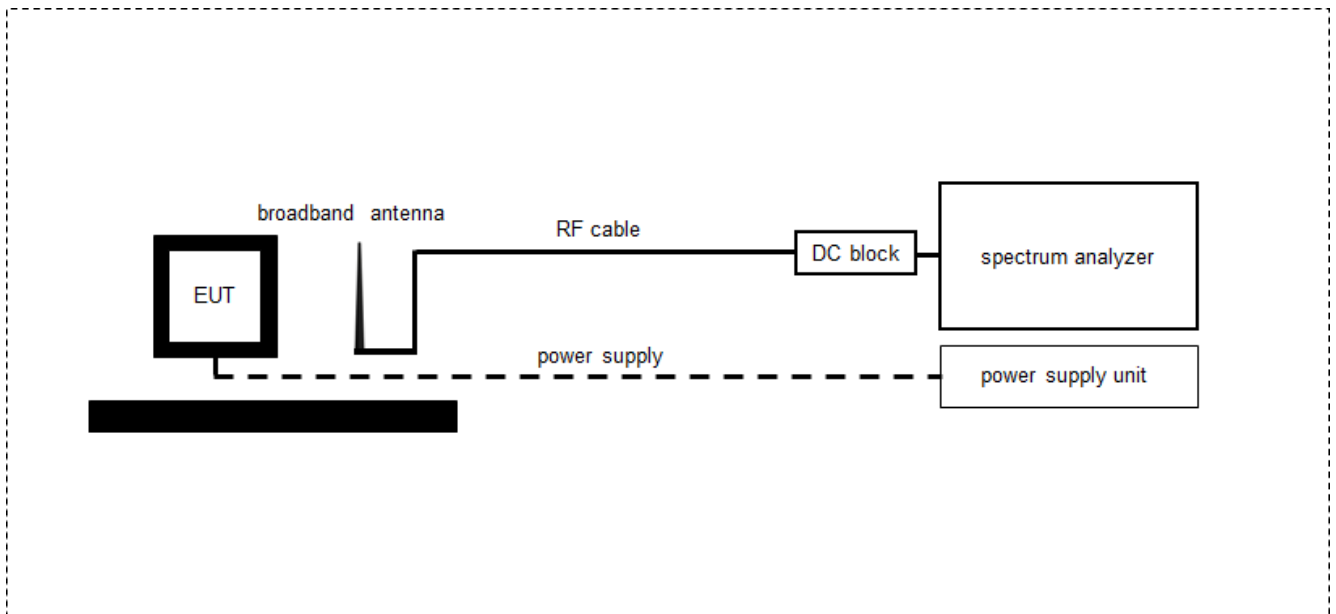 broadband antenna
RF cable
DC block
spectrum analyzer
EUT
power supply
power supply unit